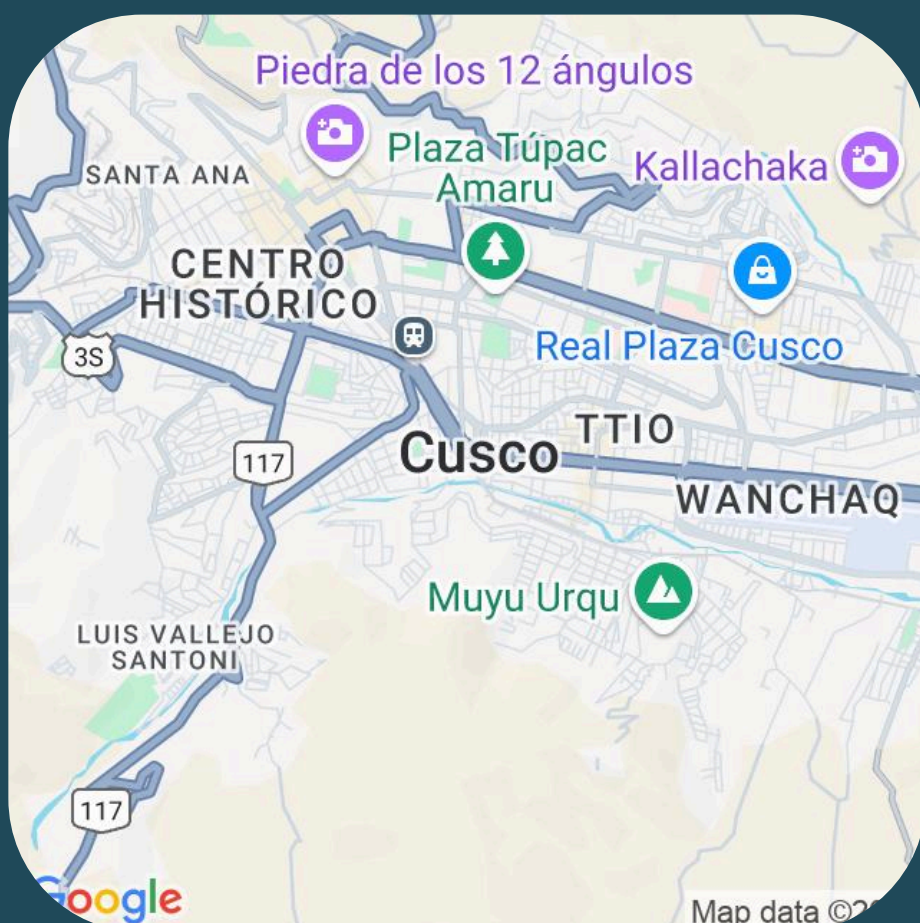 Piedra de los 12 ángulos
Plaza Túpac
Amaru
Kallachaka
SANTA ANA
CENTRO
HISTÓRICO
Real Plaza Cusco
3S
TTIO
Cusco
117
WANCHAQ
Muyu Urqu
LUIS VALLEJO
SANTONI
117
Google
Map data ©